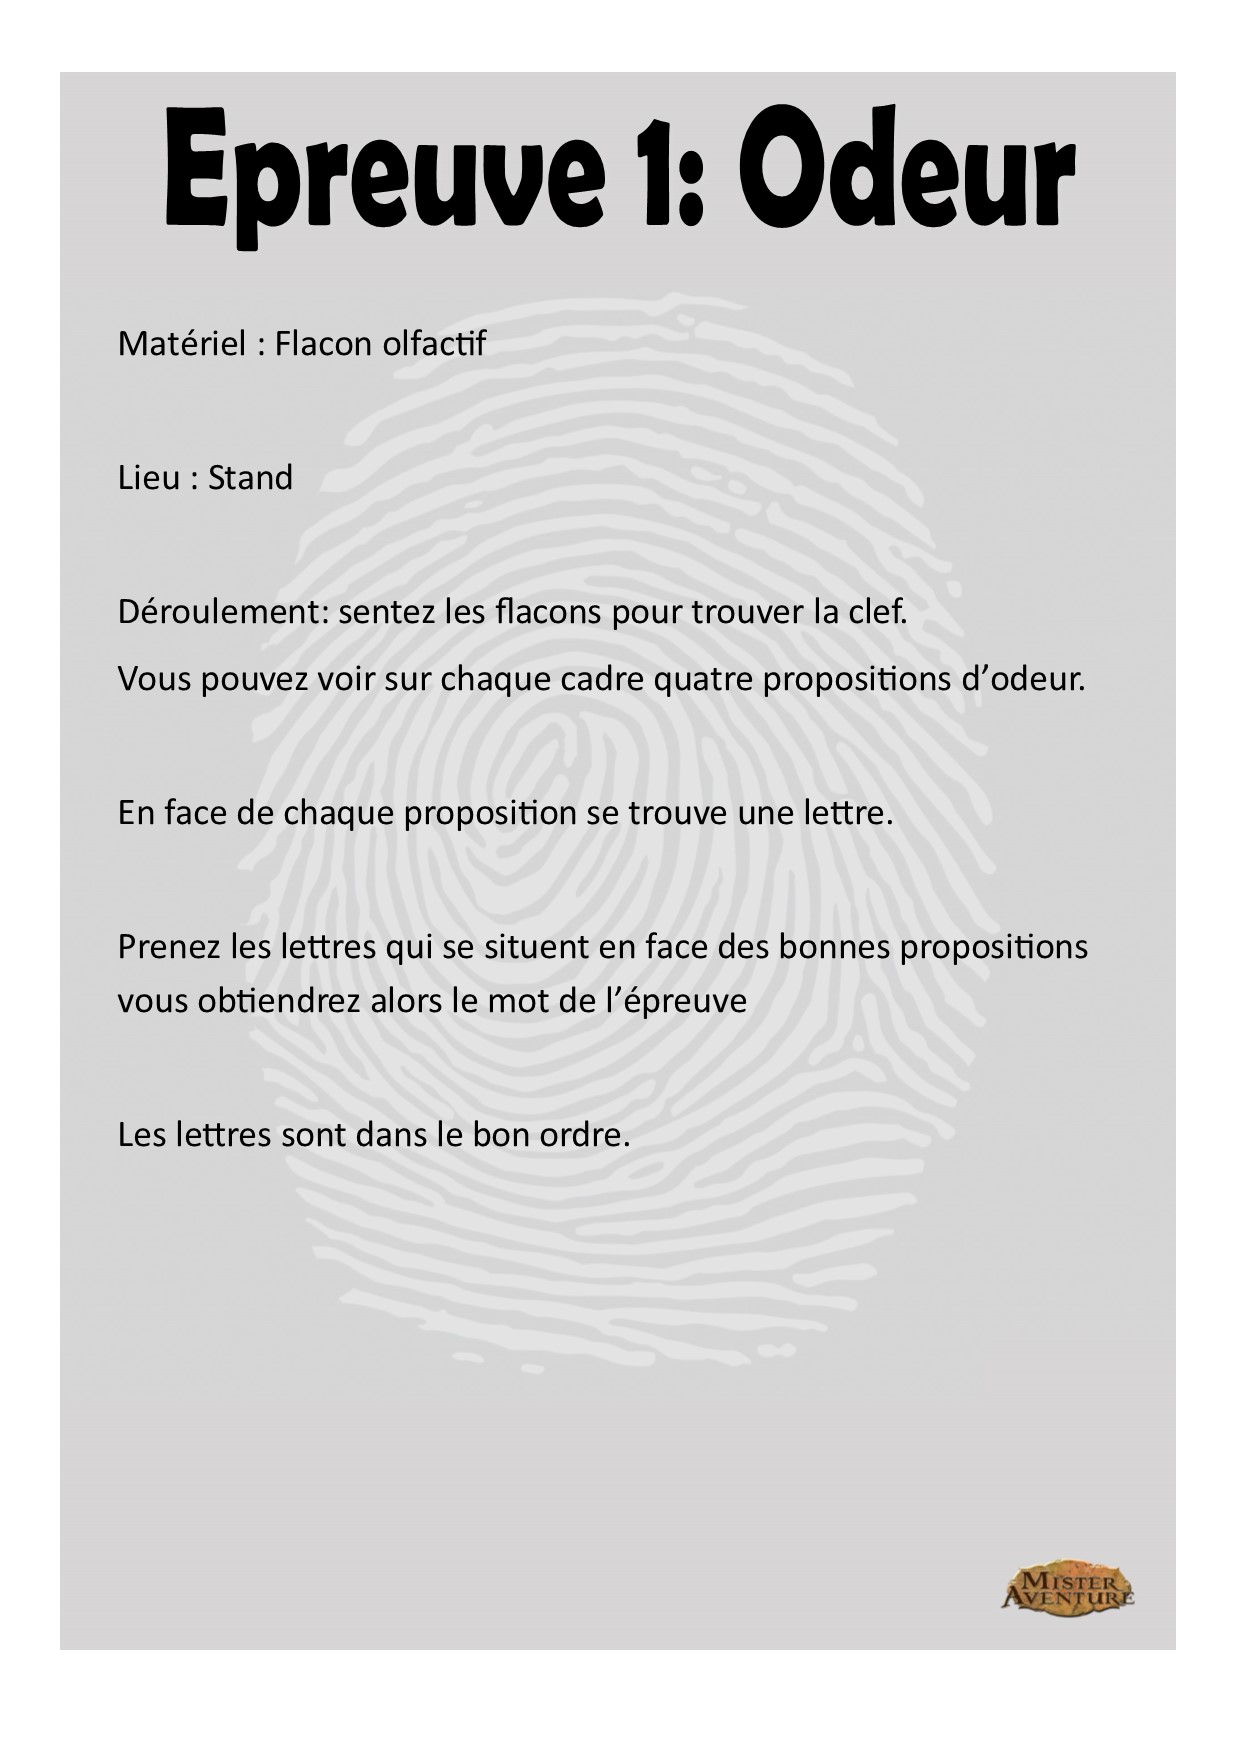 Epreuve 1: Odeur
Matériel : Flacon olfactif
Lieu : Stand
Déroulement: sentez les flacons pour trouver la clef.
Vous pouvez voir sur chaque cadre quatre propositions d’odeur.
En face de chaque proposition se trouve une lettre.
Prenez les lettres qui se situent en face des bonnes propositions
vous obtiendrez alors le mot de l’épreuve
Les lettres sont dans le bon ordre.
MISTER
AVENTURE